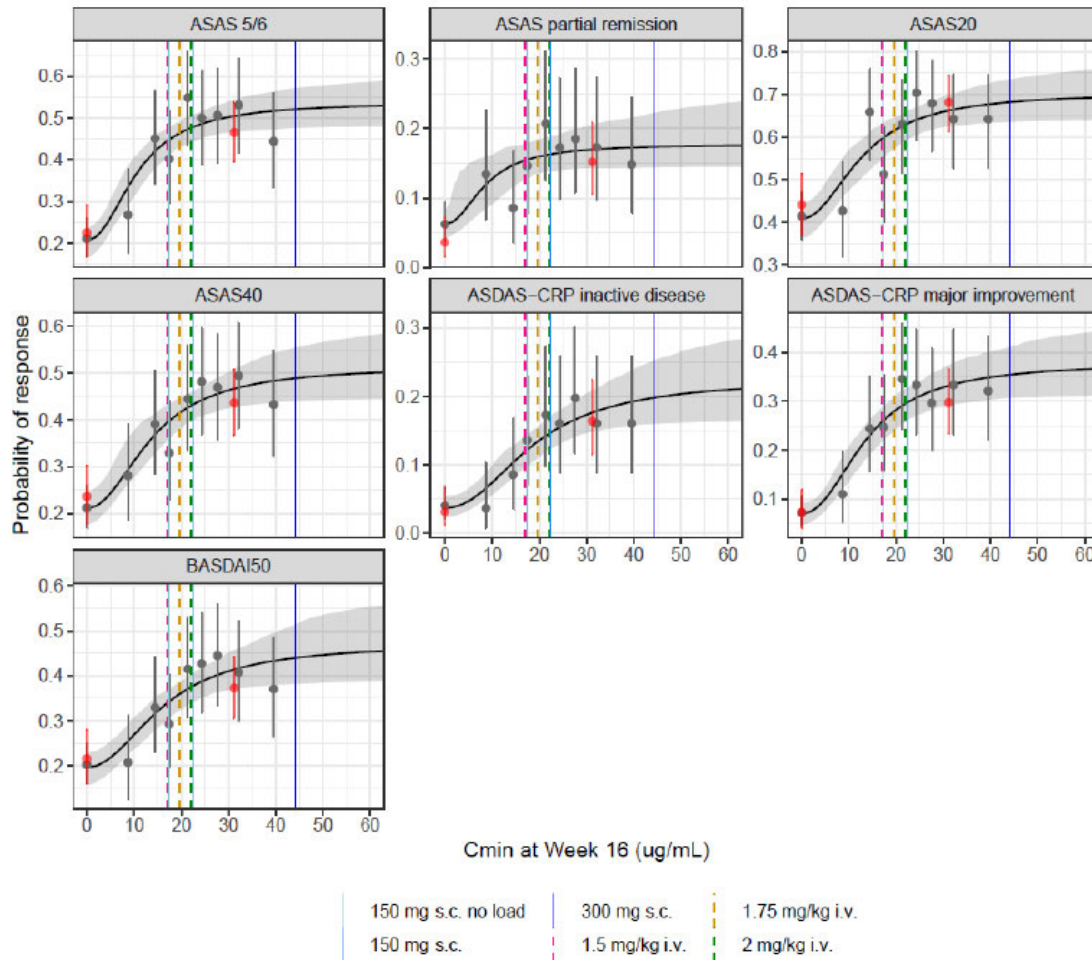 ASAS 5/6 ASAS partial remission ASAS20
0.6 0.5 0.4 0.3 0.2
0.3 0.2 0.1 0.0
0.8 0.7 0.6 0.5 0.4 0.3
ASAS40 ASDAS-CRP inactive disease ASDAS-CRP major improvement
0.6 0.5 0.4 0.3 0.2
0.3 0.2 0.1 0.0
0.4 0.3 0.2 0.1
0 10 20 30 40 50 60
0 10 20 30 40 50 60
BASDAI50
0.6 0.5 0.4 0.3 0.2
0 10 20 30 40 50 60
Probability of response
Cmin at Week 16 (ug/mL)
150 mg s.c. no load 300 mg s.c. 1.75 mg/kg i.v.
150 mg s.c. 1.5 mg/kg i.v. 2 mg/kg i.v.